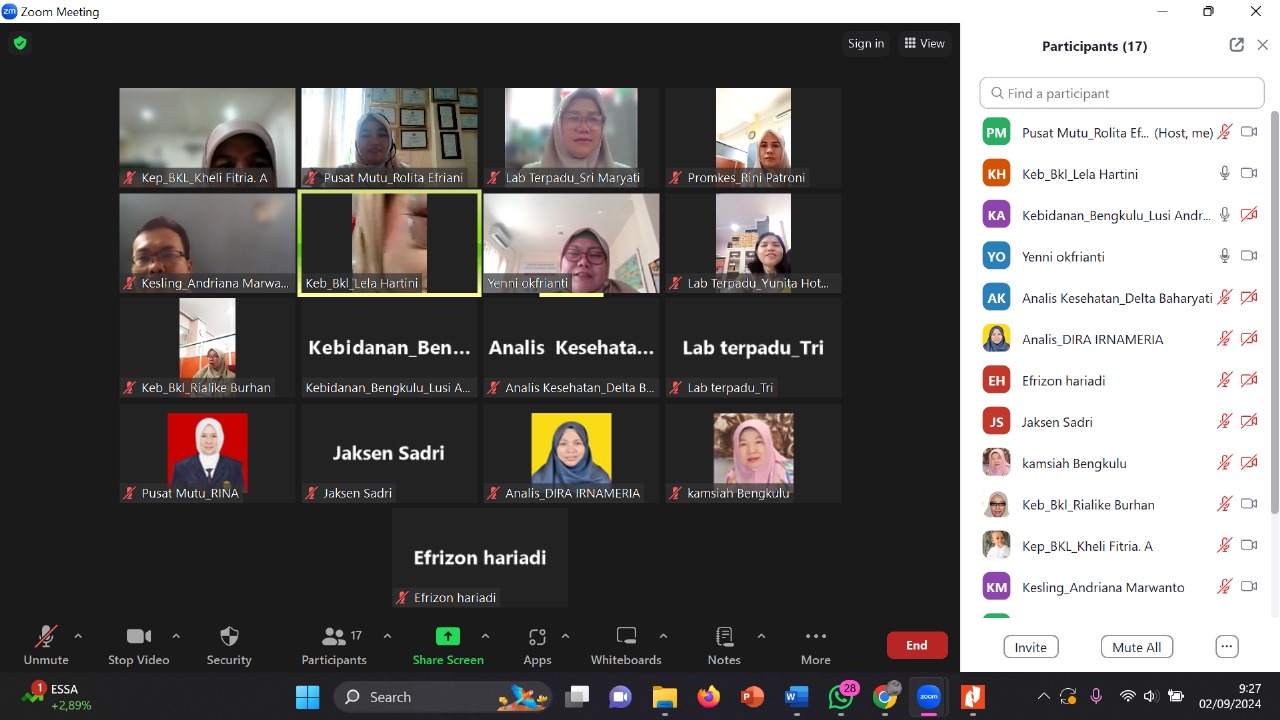 zm Zoom Meeting
Sign in
View
Kep_BKL_Kheli Fitria. A
Pusat Mutu_Rolita Efriani
Lab Terpadu_Sri Maryati
Promkes_Rini Patroni
Kesling_Andriana Marwa...
Keb_Bkl_Lela Hartini
Yenni okfrianti
Lab Terpadu_Yunita Hot...
Keb_Bkl_Rialike Burhan
Kebidanan_Ben...
Kebidanan_Bengkulu_Lusi A...
Analis Kesehata...
Analis Kesehatan_Delta B...
Lab terpadu_Tri
Lab terpadu_Tri
Pusat Mutu_RINA
Jaksen Sadri
Jaksen Sadri
Analis_DIRA IRNAMERIA
kamsiah Bengkulu
Efrizon hariadi
Efrizon hariadi
Unmute
Stop Video
Security
17
Participants
Share Screen
Apps
Whiteboards
Notes
More
End
Participants (17)
Find a participant
PM Pusat Mutu_Rolita Ef... (Host, me)
KH Keb_Bkl_Lela Hartini
KA Kebidanan_Bengkulu_Lusi Andr...
YO Yenni okfrianti
AK Analis Kesehatan_Delta Baharyati
Analis_DIRA IRNAMERIA
EH Efrizon hariadi
JS Jaksen Sadri
kamsiah Bengkulu
Keb_Bkl_Rialike Burhan
Kep_BKL_Kheli Fitria. A
KM Kesling_Andriana Marwanto
Invite
Mute All
1
ESSA
+2,89%
Search
28
zoom
9:27
02/09/2024